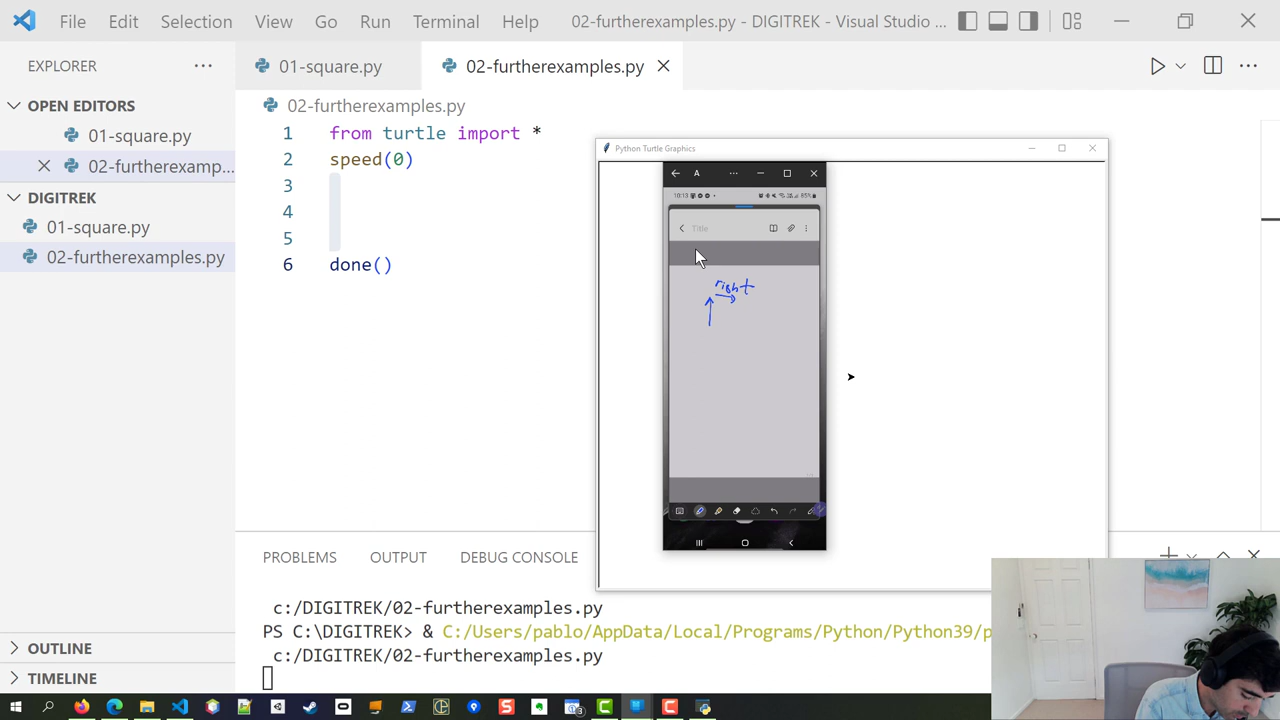 File Edit Selection View Go Run Terminal Help 02-furtherexamples.py - DIGITREK - Visual Studio ...
EXPLORER
01-square.py
02-furtherexamples.py
OPEN EDITORS
01-square.py
02-furtherexamp...
DIGITREK
01-square.py
02-furtherexamples.py
02-furtherexamples.py
1 from turtle import *
2 speed(0)
3
4
5
6 done()
Python Turtle Graphics
A
10:13
85%
Title
right
PROBLEMS OUTPUT DEBUG CONSOLE
c:/DIGITREK/02-furtherexamples.py
PS C:\DIGITREK> & C:/Users/pablo/AppData/Local/Programs/Python/Python39/p
c:/DIGITREK/02-furtherexamples.py
OUTLINE
TIMELINE